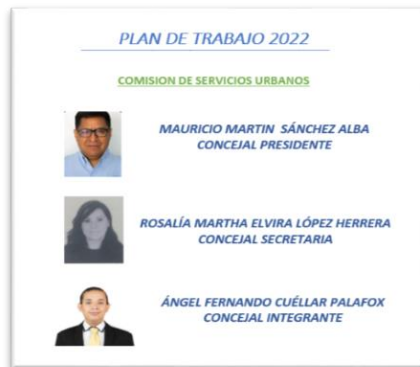 PLAN DE TRABAJO 2022
COMISION DE SERVICIOS URBANOS
MAURICIO MARTIN SÁNCHEZ ALBA
CONCEJAL PRESIDENTE
ROSALÍA MARTHA ELVIRA LÓPEZ HERRERA
CONCEJAL SECRETARIA
ÁNGEL FERNANDO CUÉLLAR PALAFOX
CONCEJAL INTEGRANTE